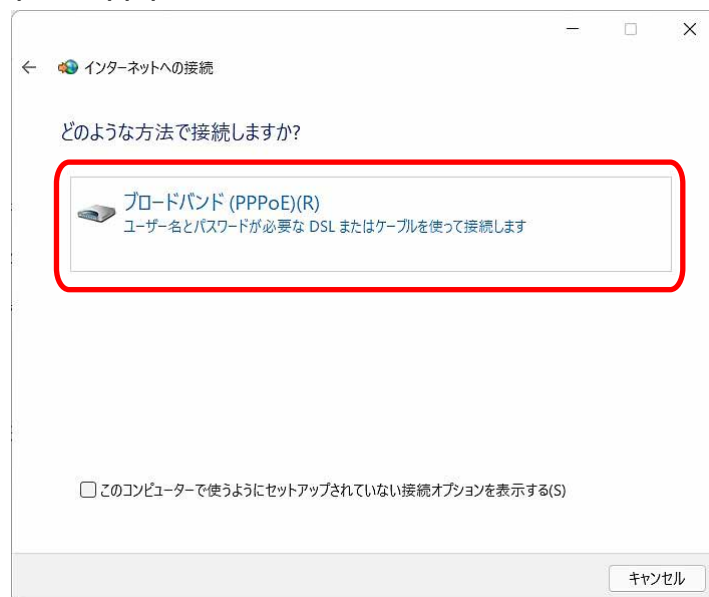 インターネットへの接続
どのような方法で接続しますか?
ブロードバンド (PPPoE)(R)
ユーザー名とパスワードが必要な DSL またはケーブルを使って接続します
このコンピューターで使うようにセットアップされていない接続オプションを表示する(S)
キャンセル